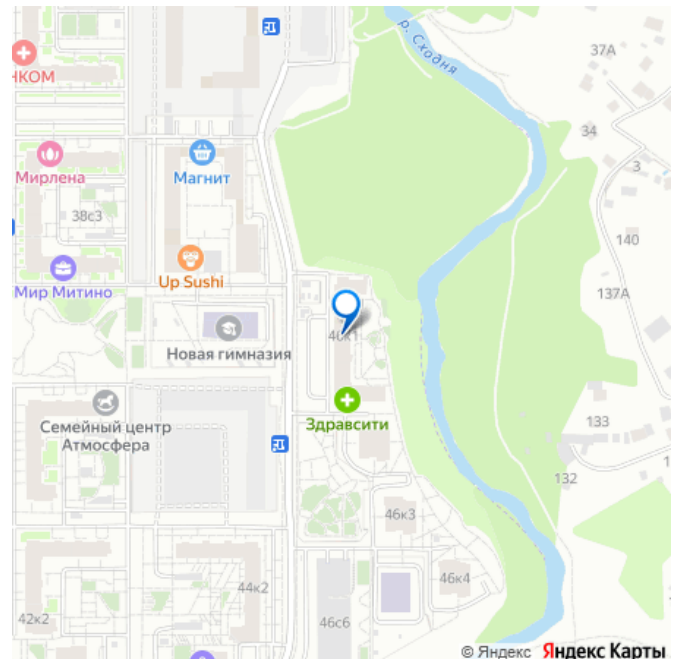 р. Сходня
37А
НКОМ
34
3
Мирлена
Магнит
38с3
140
Up Sushi
Мир Митино
137А
Новая гимназия
Здравсити
Семейный центр
Атмосфера
133
132
1
46к3
46к4
44к2
42к2
46с6
© Яндекс Яндекс Карты